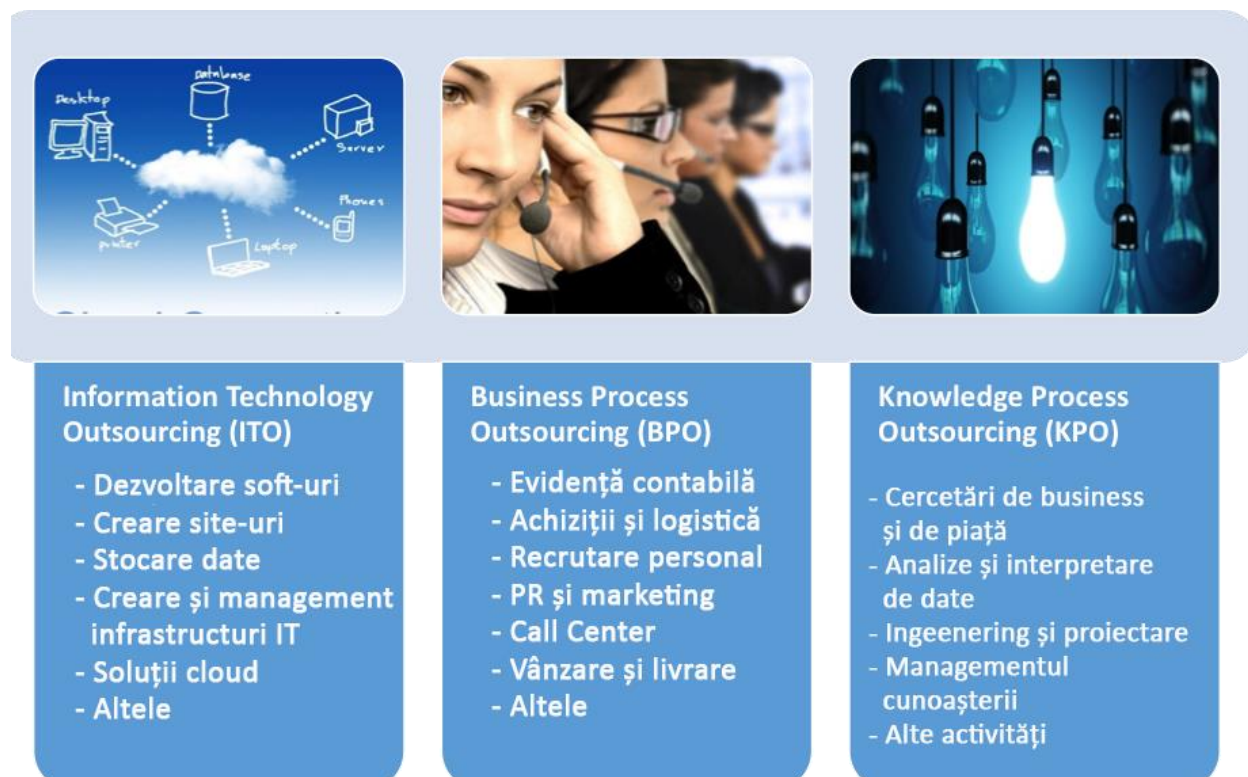 Database
Desktop
Server
Phones
printer
Laptop
Information Technology
Outsourcing (ITO)
- Dezvoltare soft-uri
- Creare site-uri
- Stocare date
- Creare și management
infrastructuri IT
- Soluții cloud
- Altele
Business Process
Outsourcing (BPO)
- Evidență contabilă
- Achiziții și logistică
- Recrutare personal
- PR și marketing
- Call Center
- Vânzare și livrare
- Altele
Knowledge Process
Outsourcing (KPO)
- Cercetări de business
și de piață
- Analize și interpretare
de date
- Ingeenering și proiectare
- Managementul
cunoașterii
- Alte activități